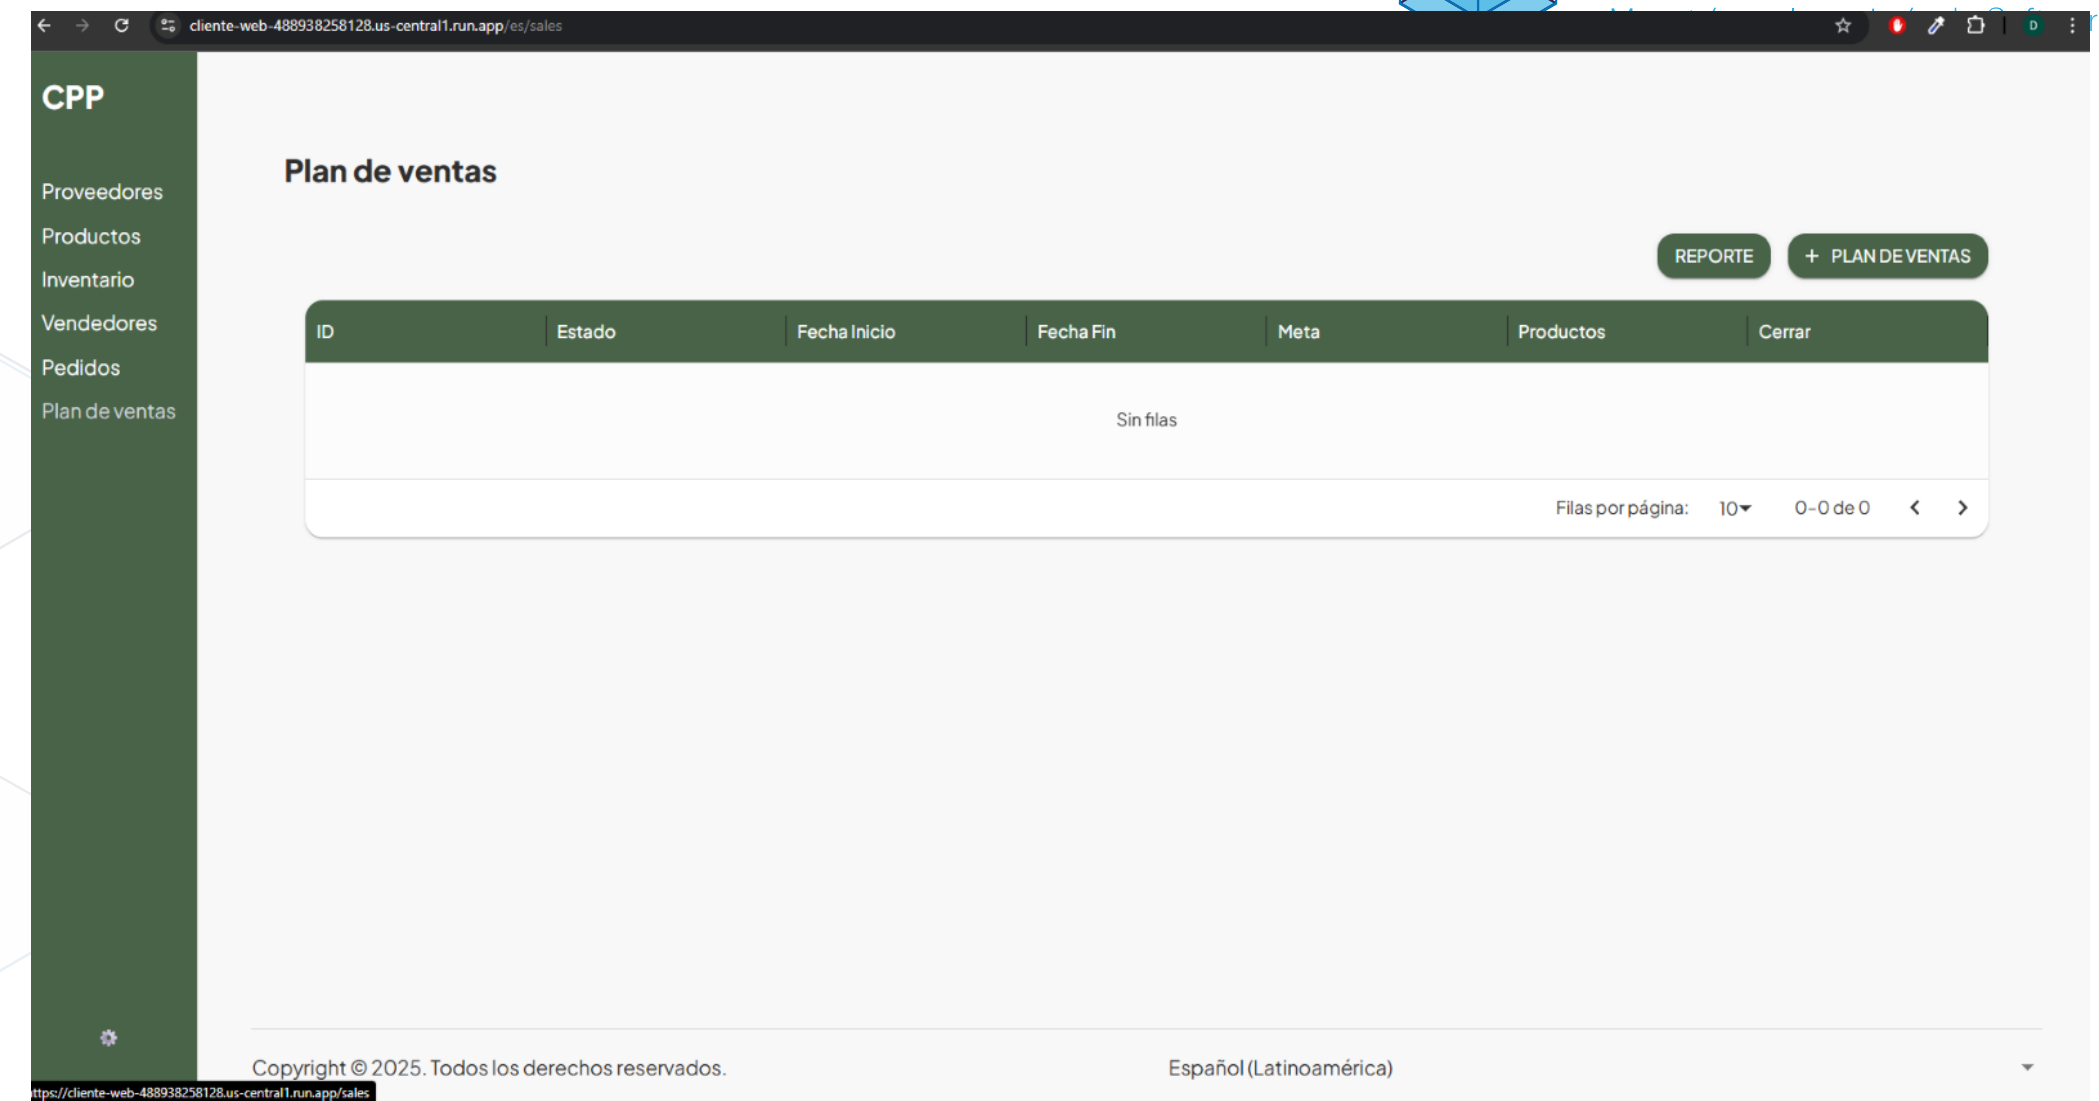 cliente-web-488938258128.us-central1.run.app/es/sales
D
CPP
Proveedores
Productos
Inventario
Vendedores
Pedidos
Plan de ventas
Plan de ventas
REPORTE
+ PLAN DE VENTAS
ID Estado Fecha Inicio Fecha Fin Meta Productos Cerrar
Sin filas
Filas por página: 10 0–0 de 0
Copyright © 2025. Todos los derechos reservados.
Español (Latinoamérica)
ttps://cliente-web-488938258128.us-central1.run.app/sales